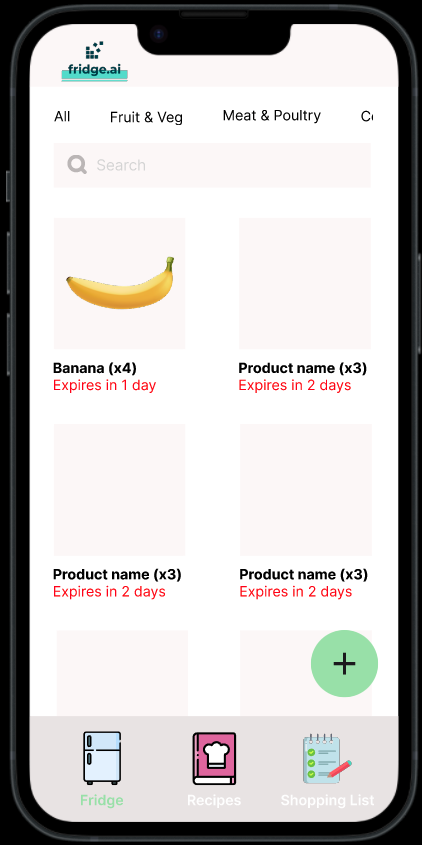 fridge.ai
All Fruit & Veg Meat & Poultry
Search
Banana (x4) Product name (x3)
Expires in 1 day Expires in 2 days
Product name (x3) Product name (x3)
Expires in 2 days Expires in 2 days
+
Fridge Recipes Shopping List